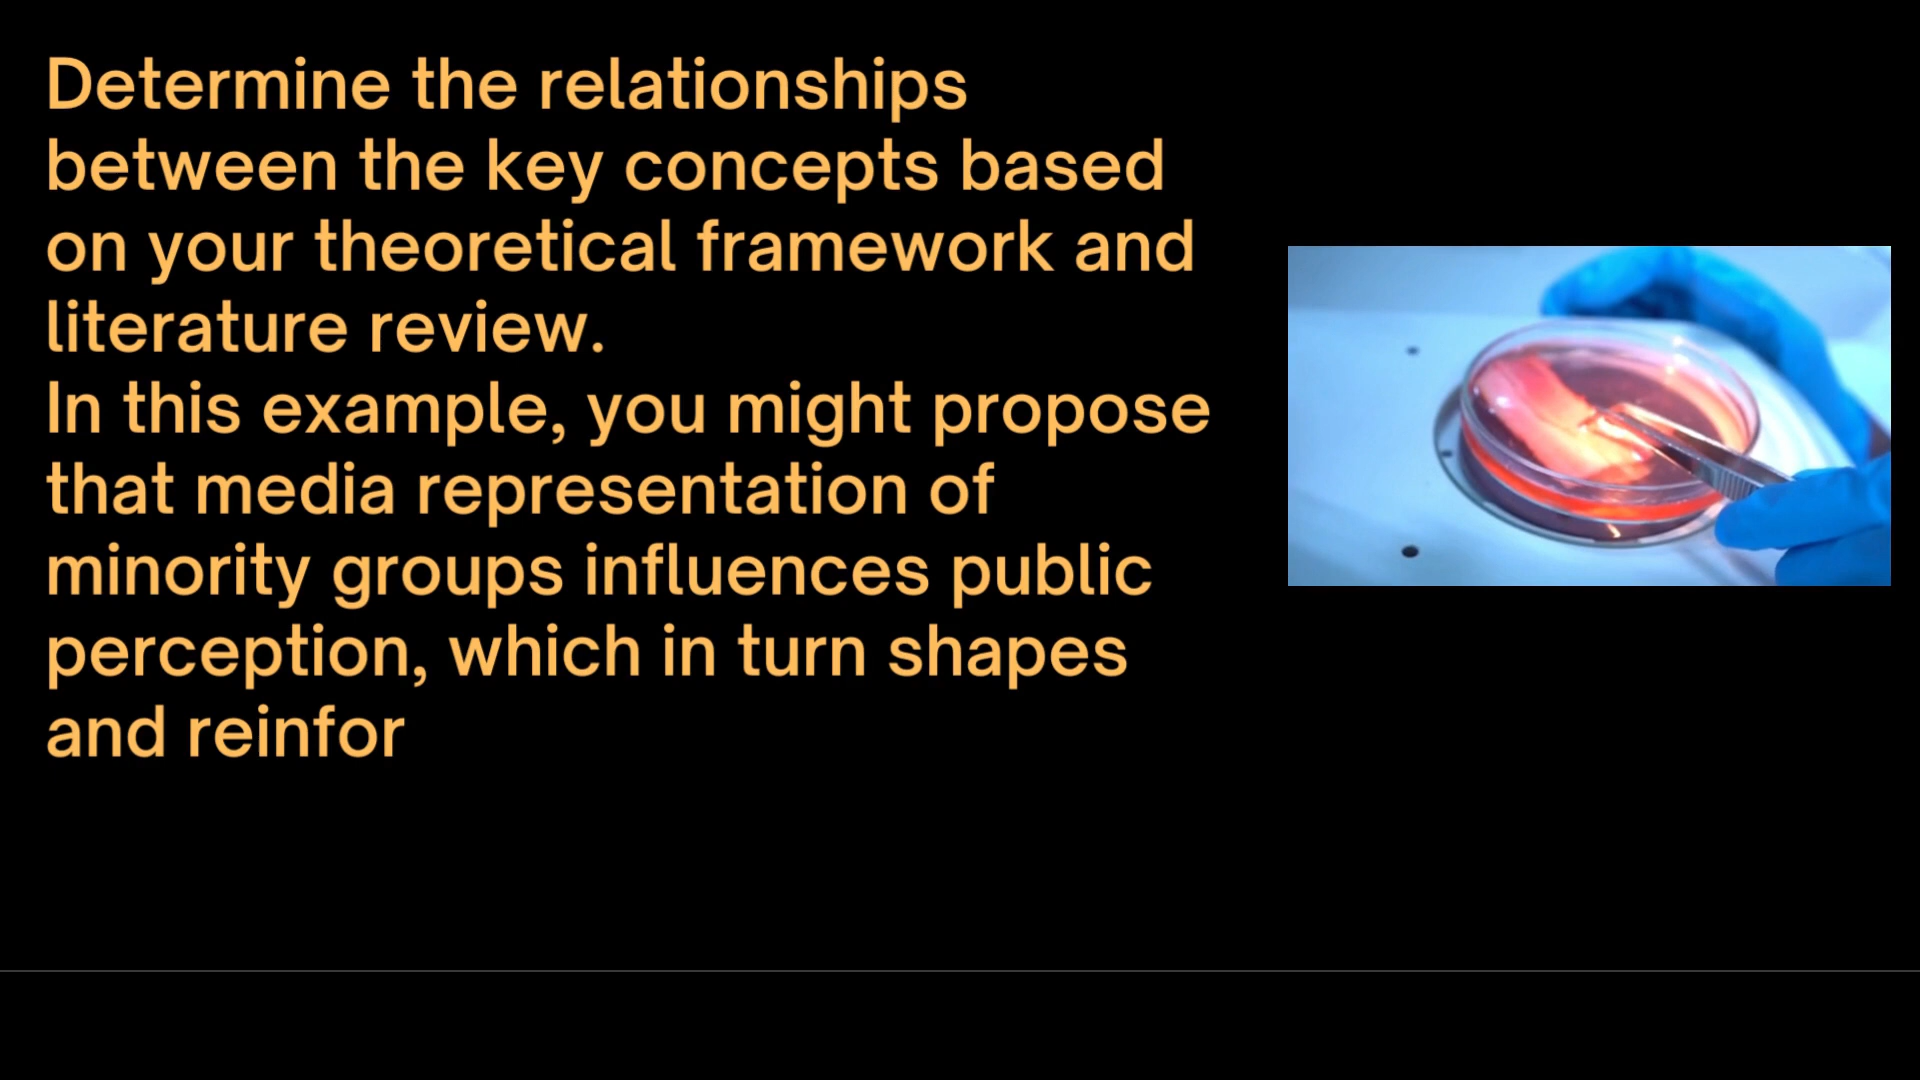 Determine the relationships
between the key concepts based
on your theoretical framework and
literature review.
In this example, you might propose
that media representation of
minority groups influences public
perception, which in turn shapes
and reinfor